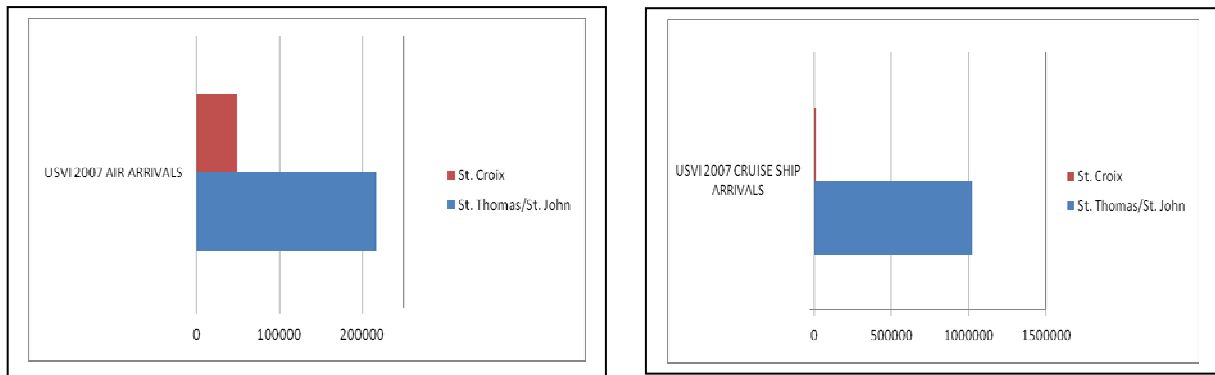 USVI 2007 AIR ARRIVALS
St. Croix
St. Thomas/St. John
0 100000 200000
USVI 2007 CRUISE SHIP
ARRIVALS
St. Croix
St. Thomas/St. John
0 500000 1000000 1500000